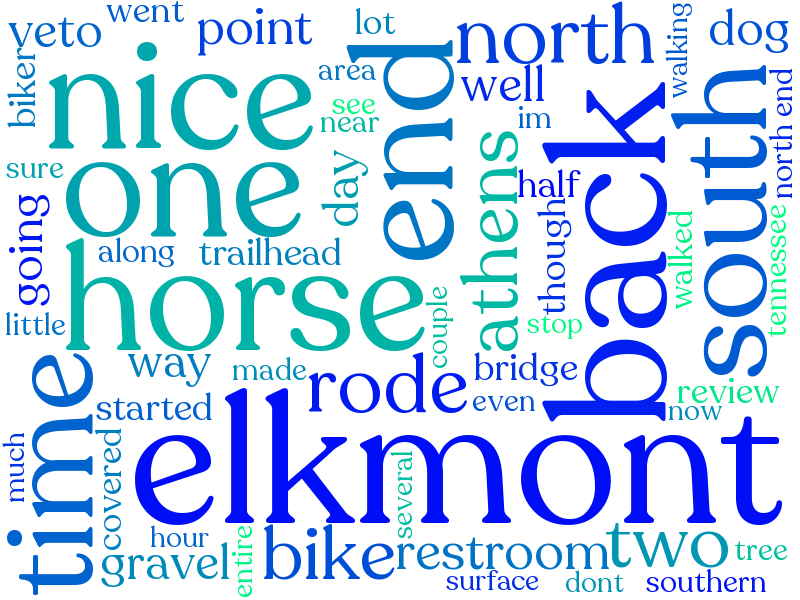 veto
went
point
lot
north
walking
dog
biker
nice
area
end
well
see
near
im
back
south
north end
sure
one
day
athens
half
though
walked
tennessee
going
along
trailhead
horse
couple
stop
little
way
made
rode
bridge
review
time
started
elkmont
even
now
much
covered
several
hour
gravel
entire
bike
restroom
two
tree
surface
dont
southern